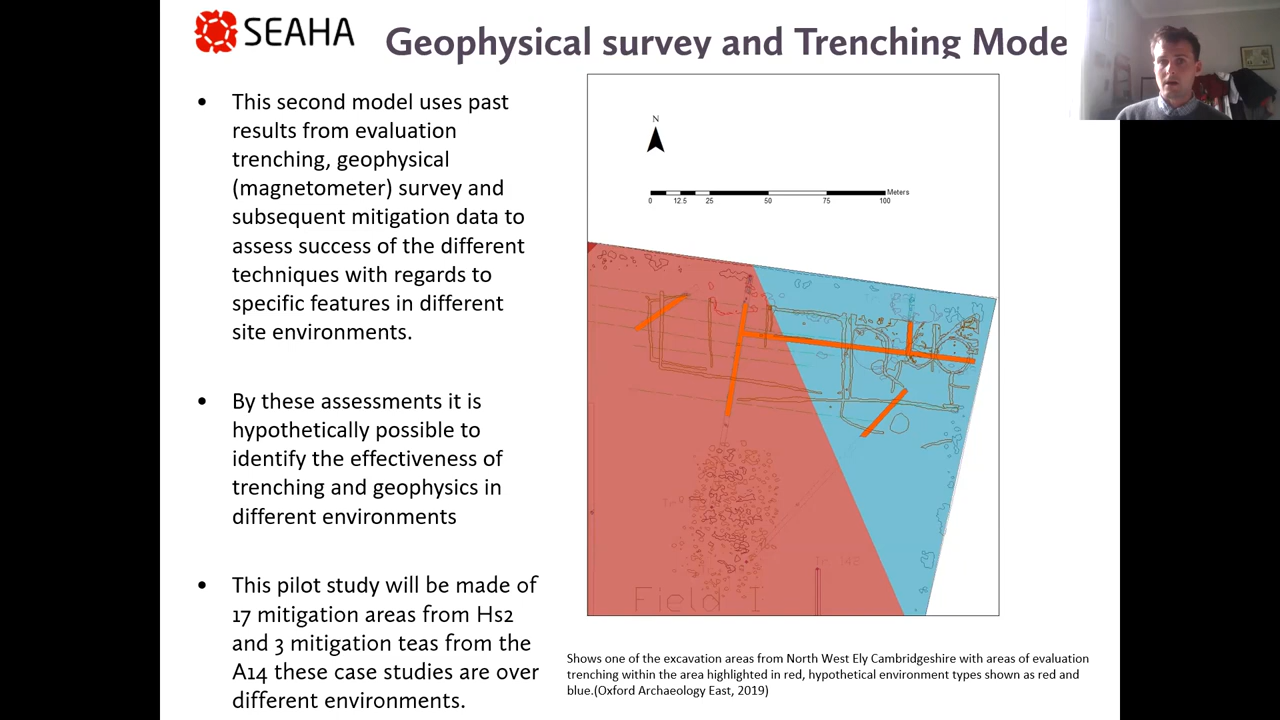 SEAHA
Geophysical survey and Trenching Mode
• This second model uses past
results from evaluation
trenching, geophysical
(magnetometer) survey and
subsequent mitigation data to
assess success of the different
techniques with regards to
specific features in different
site environments.
• By these assessments it is
hypothetically possible to
identify the effectiveness of
trenching and geophysics in
different environments
• This pilot study will be made of
17 mitigation areas from Hs2
and 3 mitigation teas from the
A14 these case studies are over
different environments.
N
Meters
0 12.5 25 50 75 100
Field I
Shows one of the excavation areas from North West Ely Cambridgeshire with areas of evaluation
trenching within the area highlighted in red, hypothetical environment types shown as red and
blue.(Oxford Archaeology East, 2019)